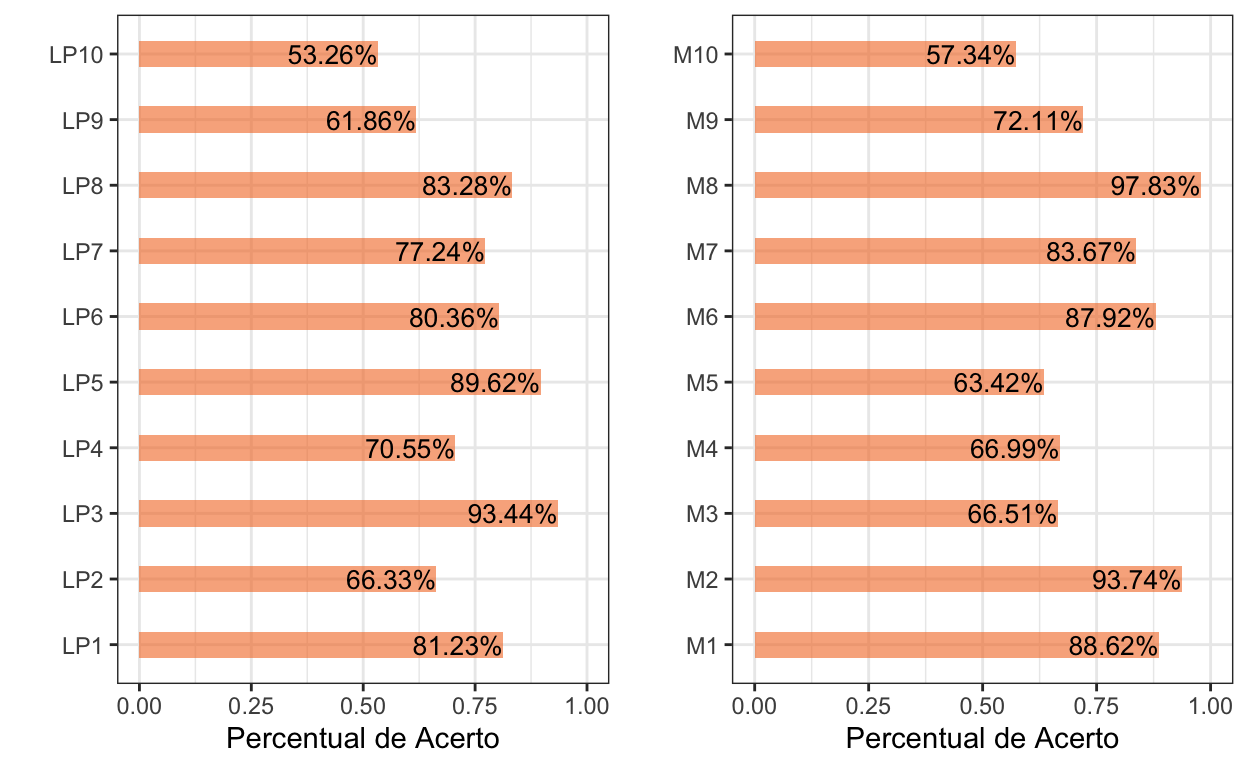 LP10 53.26%
LP9 61.86%
LP8 83.28%
LP7 77.24%
LP6 80.36%
LP5 89.62%
LP4 70.55%
LP3 93.44%
LP2 66.33%
LP1 81.23%
0.00 0.25 0.50 0.75 1.00
Percentual de Acerto
M10 57.34%
M9 72.11%
M8 97.83%
M7 83.67%
M6 87.92%
M5 63.42%
M4 66.99%
M3 66.51%
M2 93.74%
M1 88.62%
0.00 0.25 0.50 0.75 1.00
Percentual de Acerto